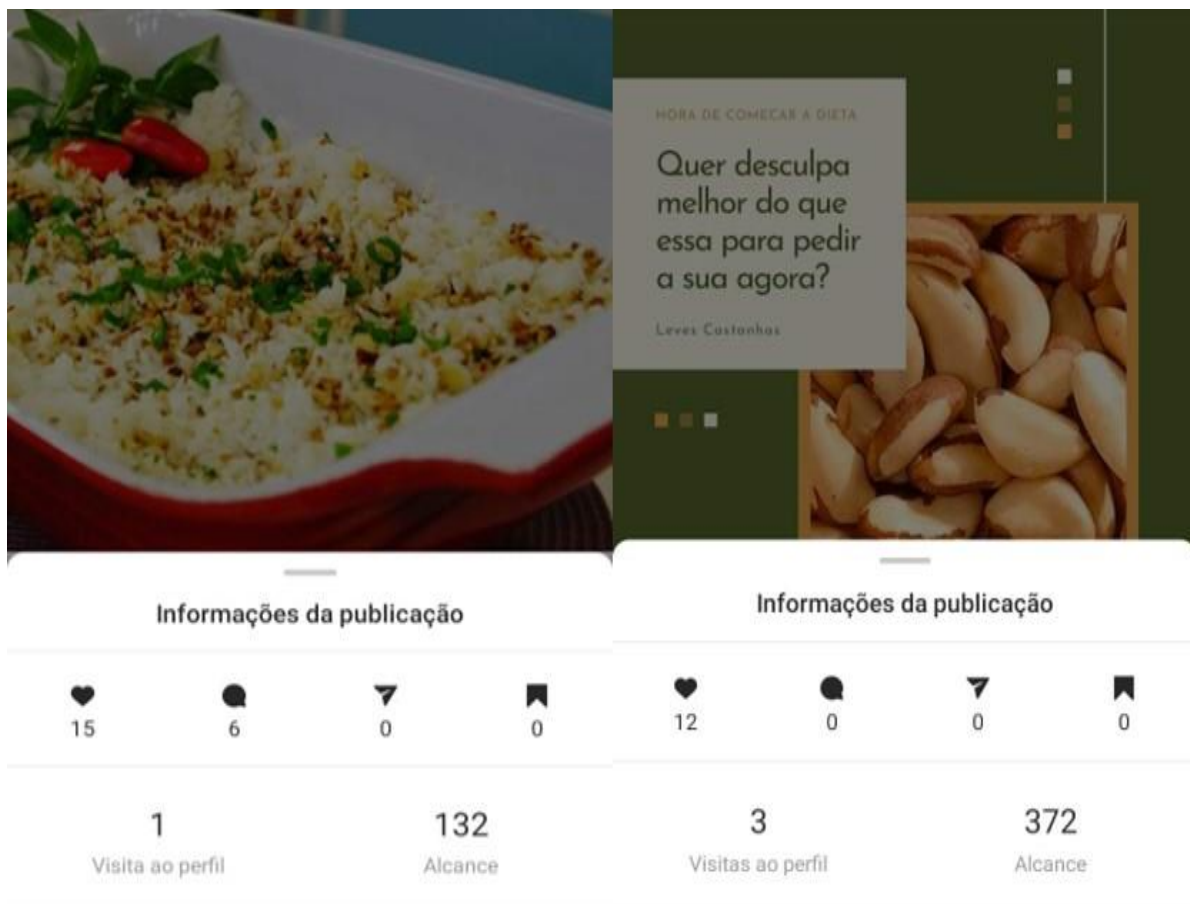 Informações da publicação
15 6 0 0
1 132
Visita ao perfil Alcance
HORA DE COMEÇAR A DIETA
Quer desculpa
melhor do que
essa para pedir
a sua agora?
Leves Castanhas
Informações da publicação
12 0 0 0
3 372
Visitas ao perfil Alcance